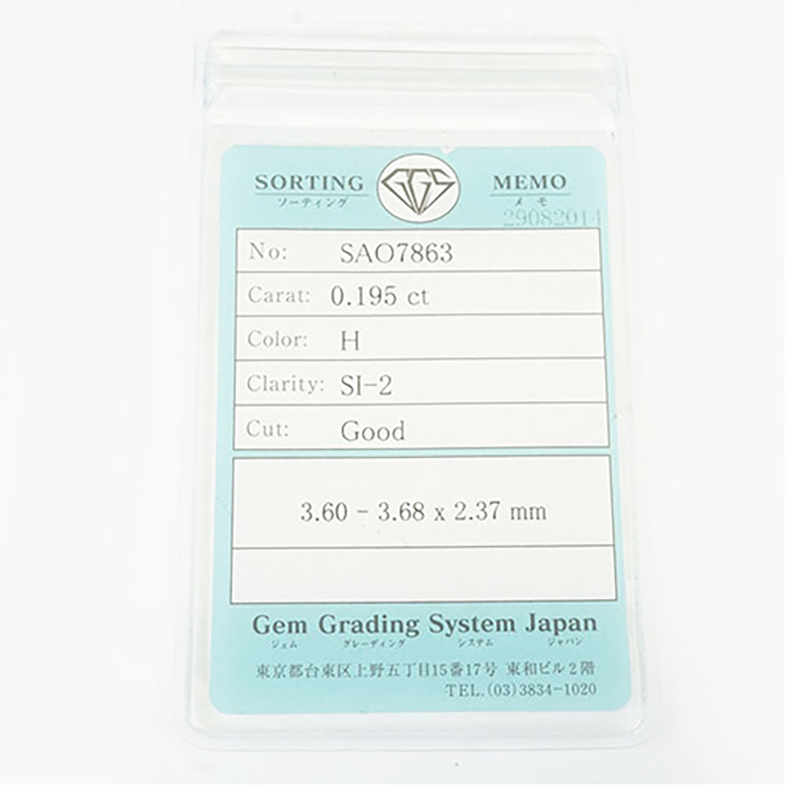 SORTING GGS MEMO
ソーティング メモ
29082014
No: SAO7863
Carat: 0.195 ct
Color: H
Clarity: SI-2
Cut: Good
3.60 - 3.68 x 2.37 mm
Gem Grading System Japan
ジェム グレーディング システム ジャパン
東京都台東区上野五丁目15番17号 東和ビル2階
TEL.(03)3834-1020